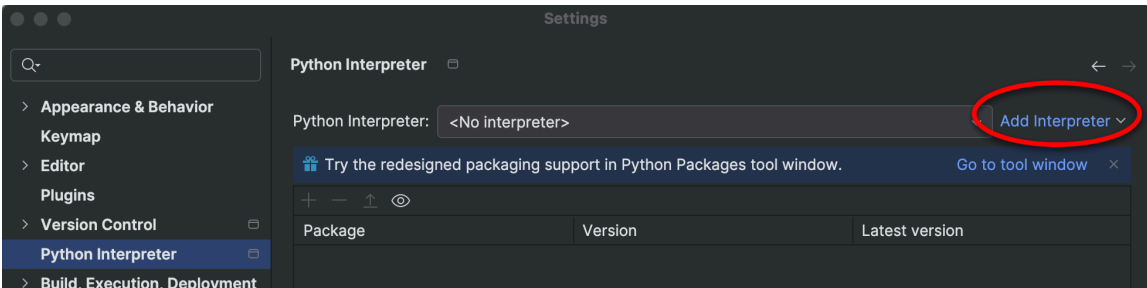 Settings
Python Interpreter
Appearance & Behavior
Keymap
Editor
Plugins
Version Control
Python Interpreter
Build, Execution, Deployment
Python Interpreter: <No interpreter> Add Interpreter
Try the redesigned packaging support in Python Packages tool window. Go to tool window
Package Version Latest version